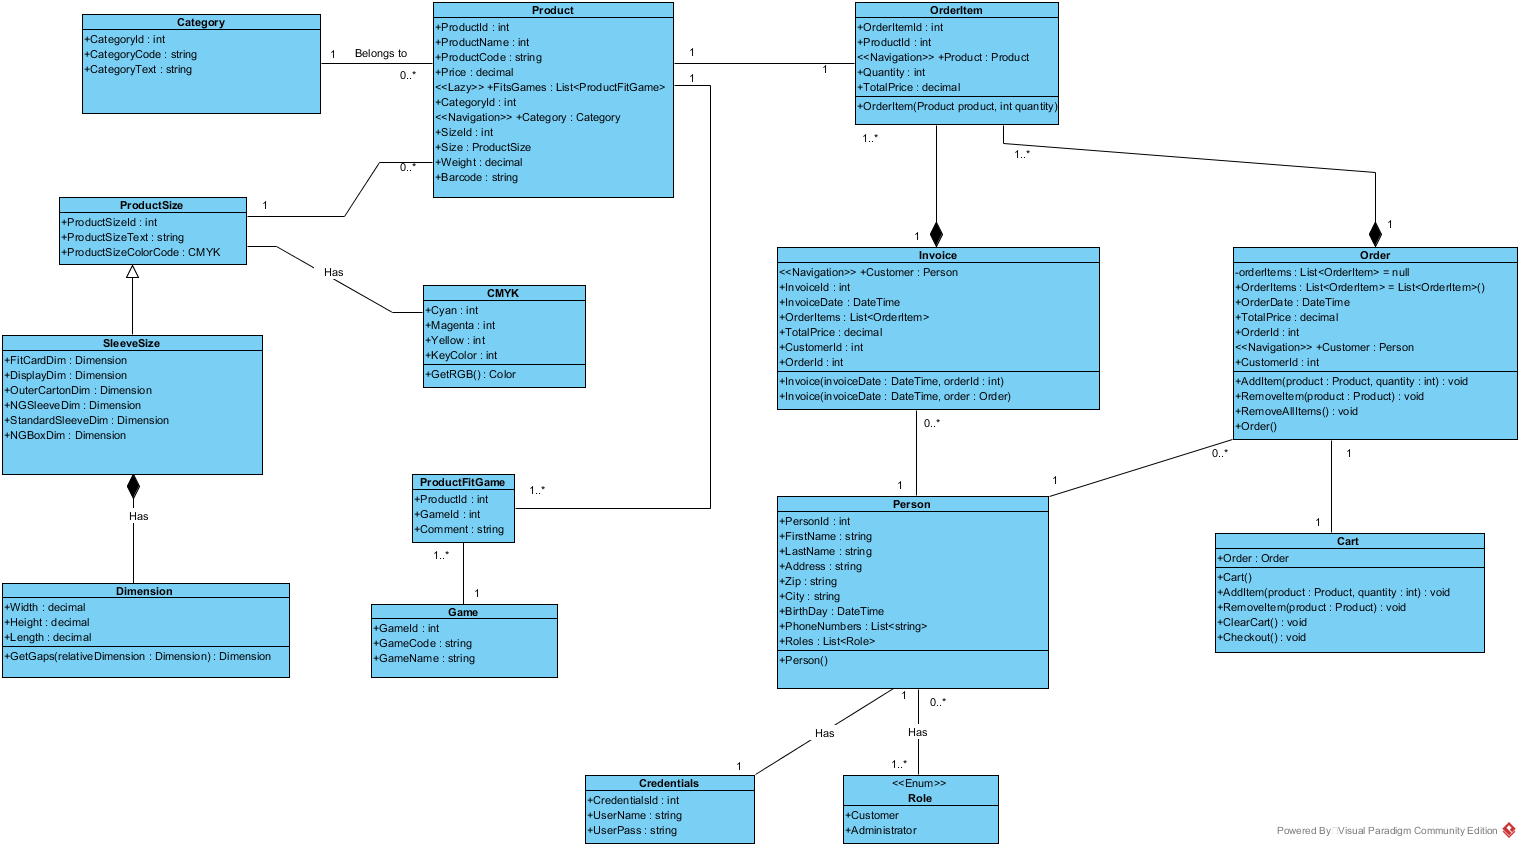 Category
+CategoryId : int
+CategoryCode : string
+CategoryText : string
1
Belongs to
0..*
Product
+ProductId : int
+ProductName : int
+ProductCode : string
+Price : decimal
<<Lazy>> +FitsGames : List<ProductFitGame>
+CategoryId : int
<<Navigation>> +Category : Category
+SizeId : int
+Size : ProductSize
+Weight : decimal
+Barcode : string
1
1
1
OrderItem
+OrderItemId : int
+ProductId : int
<<Navigation>> +Product : Product
+Quantity : int
+TotalPrice : decimal
+OrderItem(Product product, int quantity)
1..*
1..*
0..*
1
ProductSize
+ProductSizeId : int
+ProductSizeText : string
+ProductSizeColorCode : CMYK
Has
CMYK
+Cyan : int
+Magenta : int
+Yellow : int
+KeyColor : int
+GetRGB() : Color
1
Invoice
<<Navigation>> +Customer : Person
+InvoiceId : int
+InvoiceDate : DateTime
+OrderItems : List<OrderItem>
+TotalPrice : decimal
+CustomerId : int
+OrderId : int
+Invoice(invoiceDate : DateTime, orderId : int)
+Invoice(invoiceDate : DateTime, order : Order)
1
Order
-orderItems : List<OrderItem> = null
+OrderItems : List<OrderItem> = List<OrderItem>()
+OrderDate : DateTime
+TotalPrice : decimal
+OrderId : int
<<Navigation>> +Customer : Person
+CustomerId : int
+AddItem(product : Product, quantity : int) : void
+RemoveItem(product : Product) : void
+RemoveAllItems() : void
+Order()
SleeveSize
+FitCardDim : Dimension
+DisplayDim : Dimension
+OuterCartonDim : Dimension
+NGSleeveDim : Dimension
+StandardSleeveDim : Dimension
+NGBoxDim : Dimension
Has
Dimension
+Width : decimal
+Height : decimal
+Length : decimal
+GetGaps(relativeDimension : Dimension) : Dimension
ProductFitGame
+ProductId : int
+GameId : int
+Comment : string
1..*
1..*
1
Game
+GameId : int
+GameCode : string
+GameName : string
0..*
1
1
0..*
Person
+PersonId : int
+FirstName : string
+LastName : string
+Address : string
+Zip : string
+City : string
+BirthDay : DateTime
+PhoneNumbers : List<string>
+Roles : List<Role>
+Person()
1
1
Cart
+Order : Order
+Cart()
+AddItem(product : Product, quantity : int) : void
+RemoveItem(product : Product) : void
+ClearCart() : void
+Checkout() : void
1
0..*
Has
Has
1
1..*
Credentials
+CredentialsId : int
+UserName : string
+UserPass : string
<<Enum>>
Role
+Customer
+Administrator
Powered By Visual Paradigm Community Edition